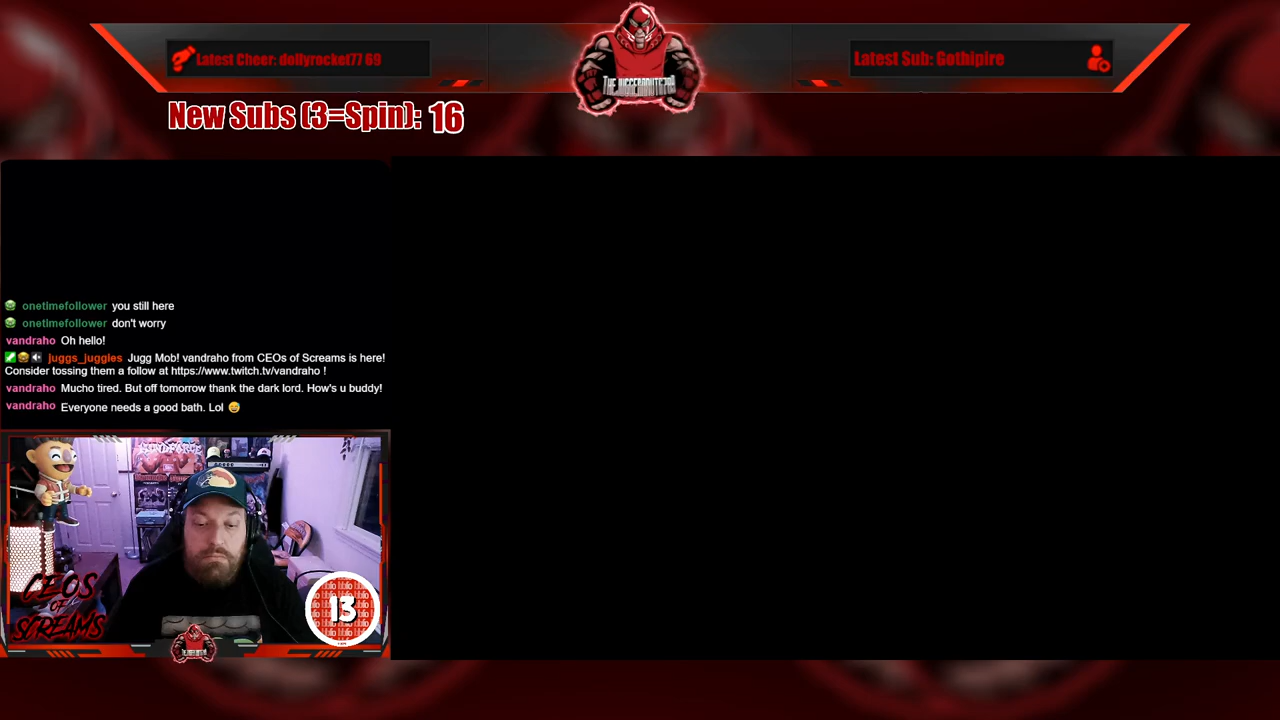 Latest Cheer: dollyrocket77 69
Latest Sub: Gothipire
New Subs (3=Spin): 16
onetimefollower you still here
onetimefollower don't worry
vandraho Oh hello!
juggs_juggles Jugg Mob! vandraho from CEOs of Screams is here!
Consider tossing them a follow at https://www.twitch.tv/vandraho !
vandraho Mucho tired. But off tomorrow thank the dark lord. How's u buddy!
vandraho Everyone needs a good bath. Lol 😅
CEOS
OF
SCREAMS
13